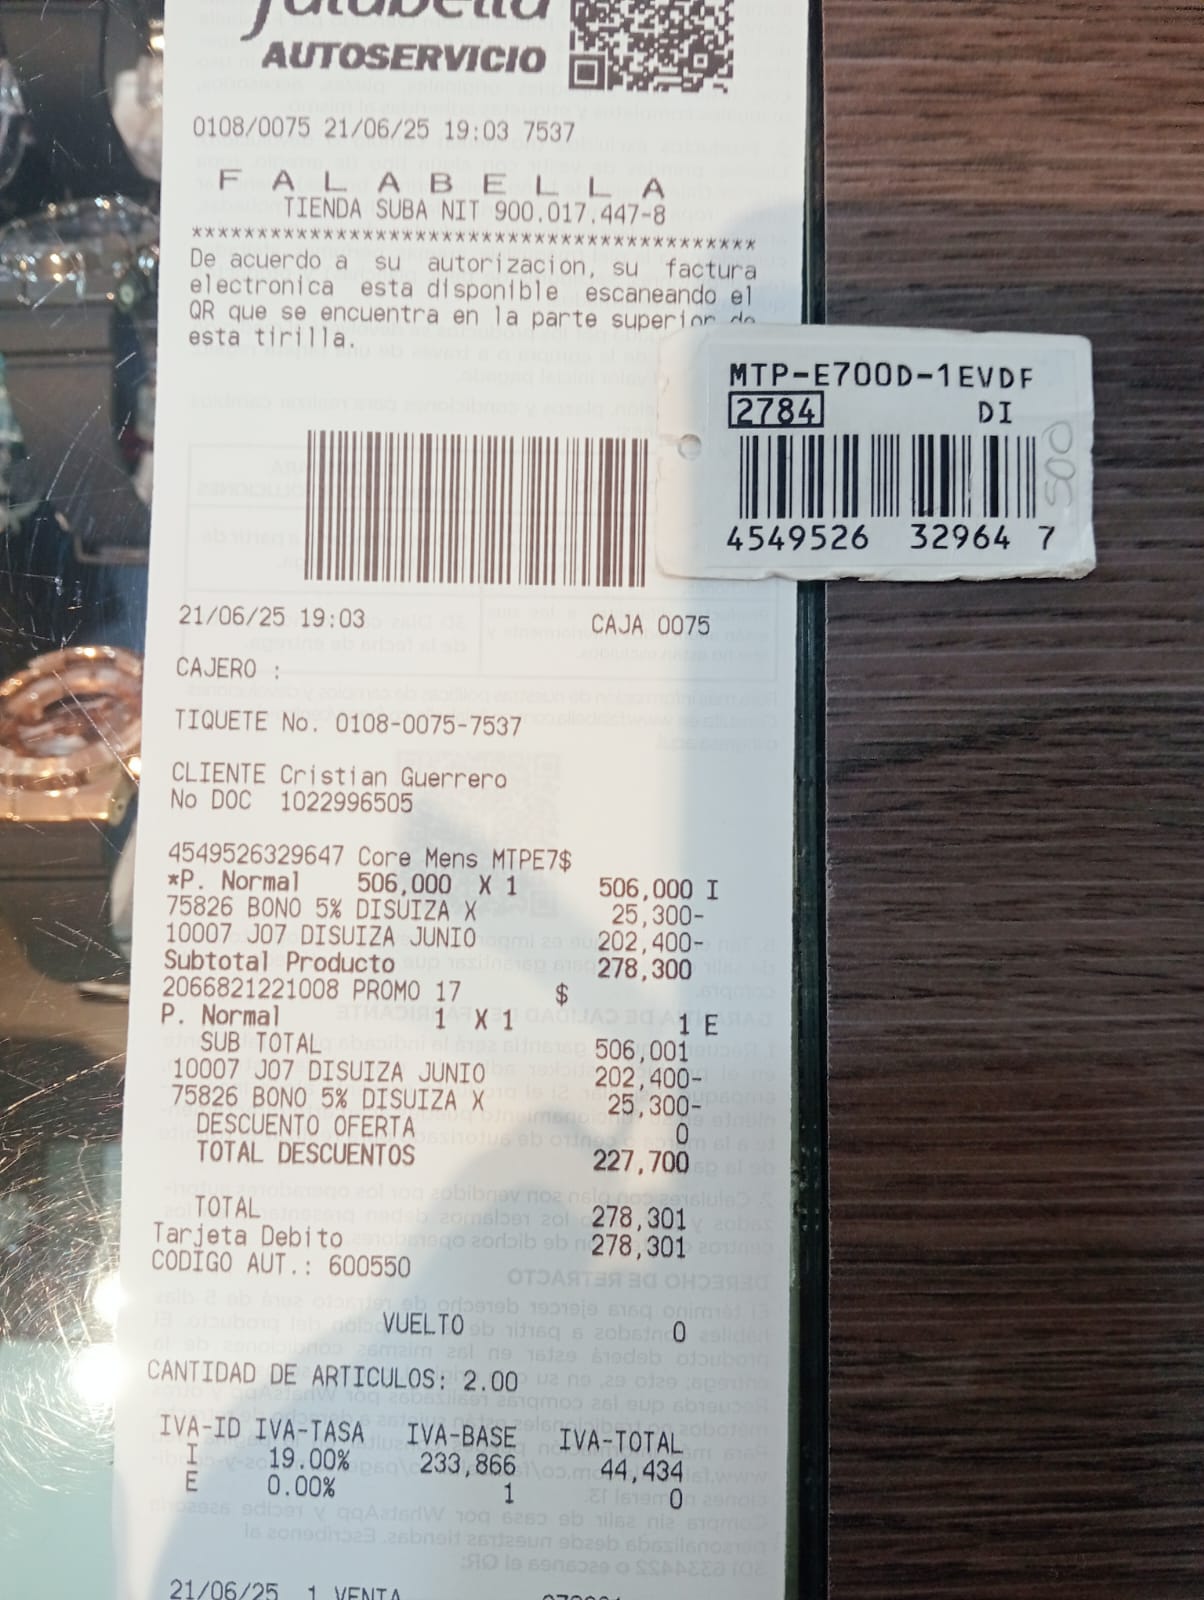 falabella
AUTOSERVICIO
0108/0075 21/06/25 19:03 7537
F A L A B E L L A
TIENDA SUBA NIT 900.017.447-8
*******************************************
De acuerdo a su autorizacion, su factura
electronica esta disponible escaneando el
QR que se encuentra en la parte superior de
esta tirilla.
MTP-E700D-1EVDF
2784 DI
500
4549526 32964 7
21/06/25 19:03 CAJA 0075
CAJERO :
TIQUETE No. 0108-0075-7537
CLIENTE Cristian Guerrero
No DOC 1022996505
4549526329647 Core Mens MTPE7$
*P. Normal 506,000 X 1 506,000 I
75826 BONO 5% DISUIZA X 25,300-
10007 J07 DISUIZA JUNIO 202,400-
Subtotal Producto 278,300
2066821221008 PROMO 17 $
P. Normal 1 X 1 1 E
SUB TOTAL 506,001
10007 J07 DISUIZA JUNIO 202,400-
75826 BONO 5% DISUIZA X 25,300-
DESCUENTO OFERTA 0
TOTAL DESCUENTOS 227,700
TOTAL 278,301
Tarjeta Debito 278,301
CODIGO AUT.: 600550
VUELTO 0
CANTIDAD DE ARTICULOS: 2.00
IVA-ID IVA-TASA IVA-BASE IVA-TOTAL
I 19.00% 233,866 44,434
E 0.00% 1 0
21/06/25 1 VENTA